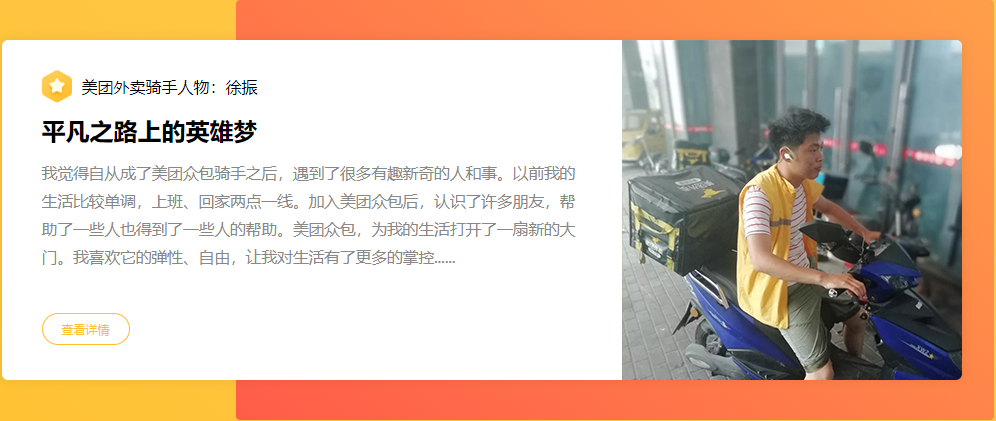 美团外卖骑手人物：徐振
平凡之路上的英雄梦
我觉得自从成了美团众包骑手之后，遇到了很多有趣新奇的人和事。以前我的
生活比较单调，上班、回家两点一线。加入美团众包后，认识了许多朋友，帮
助了一些人也得到了一些人的帮助。美团众包，为我的生活打开了一扇新的大
门。我喜欢它的弹性、自由，让我对生活有了更多的掌控......
查看详情